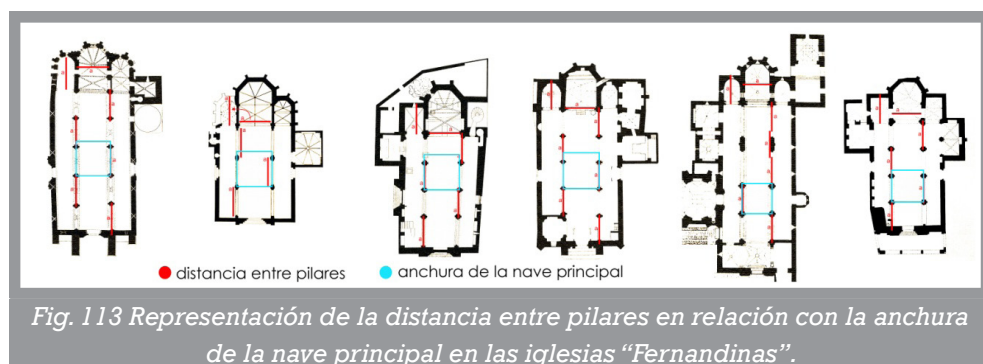 distancia entre pilares
anchura de la nave principal
Fig. 113 Representación de la distancia entre pilares en relación con la anchura
de la nave principal en las iglesias “Fernandinas”.